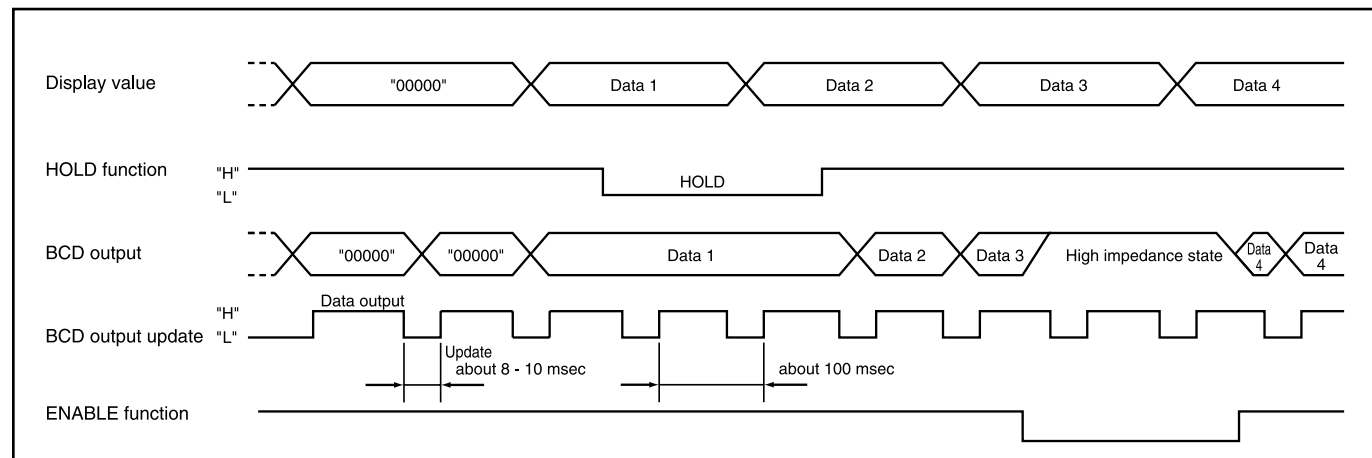 Display value "00000" Data 1 Data 2 Data 3 Data 4
HOLD function "H"
"L" HOLD
BCD output "00000" "00000" Data 1 Data 2 Data 3 High impedance state Data 4 Data 4
"H" Data output
BCD output update "L"
Update
about 8 - 10 msec about 100 msec
ENABLE function